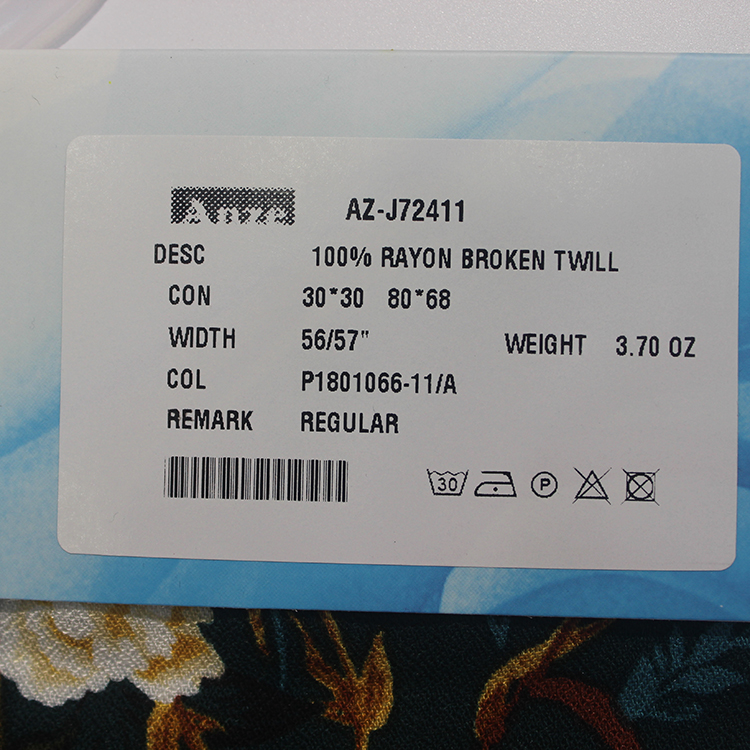 Anze AZ-J72411
DESC 100% RAYON BROKEN TWILL
CON 30*30 80*68
WIDTH 56/57" WEIGHT 3.70 OZ
COL P1801066-11/A
REMARK REGULAR
30 P